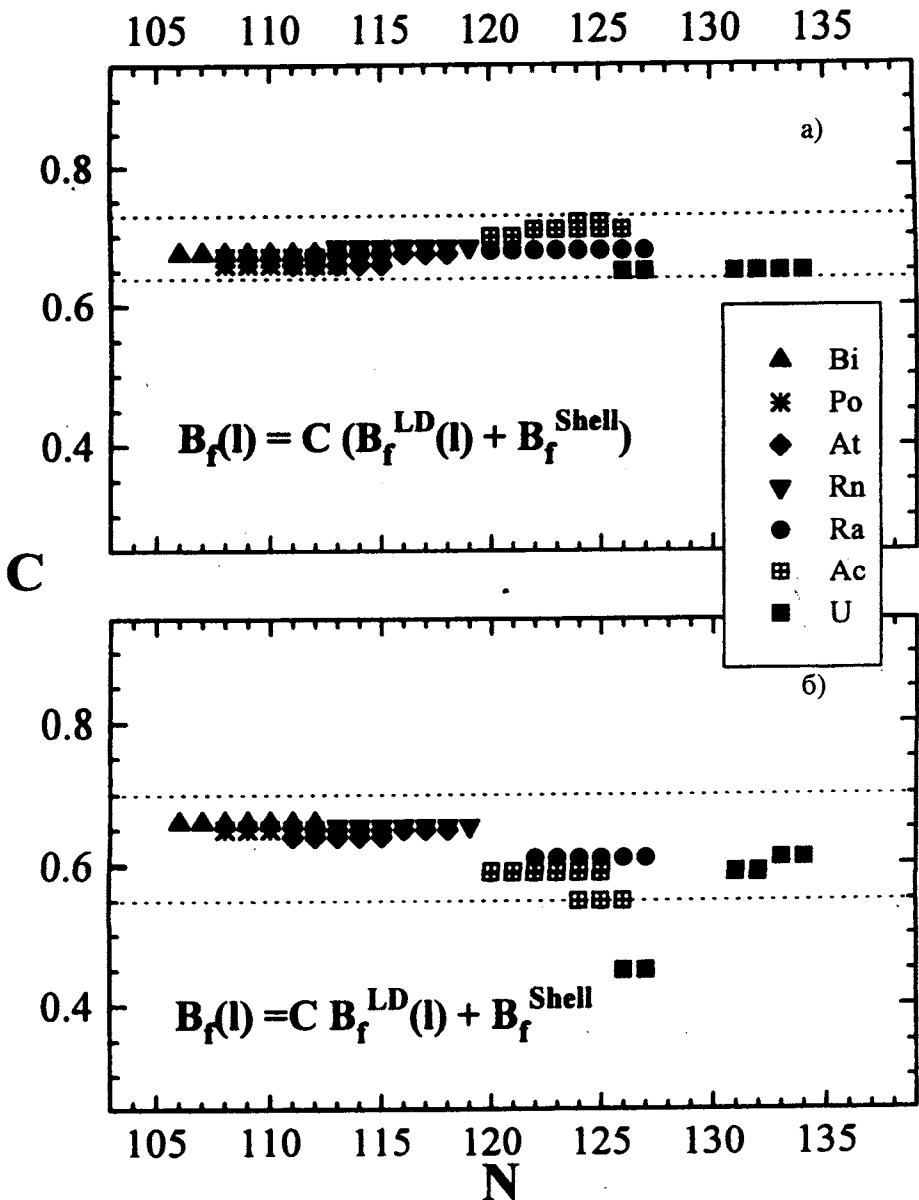 105 110 115 120 125 130 135
а)
0.8
0.6
0.4
B_f(l) = C (B_f^LD(l) + B_f^Shell)
Bi
Po
At
Rn
Ra
Ac
U
C
б)
0.8
0.6
0.4
B_f(l) =C B_f^LD(l) + B_f^Shell
105 110 115 120 125 130 135
N